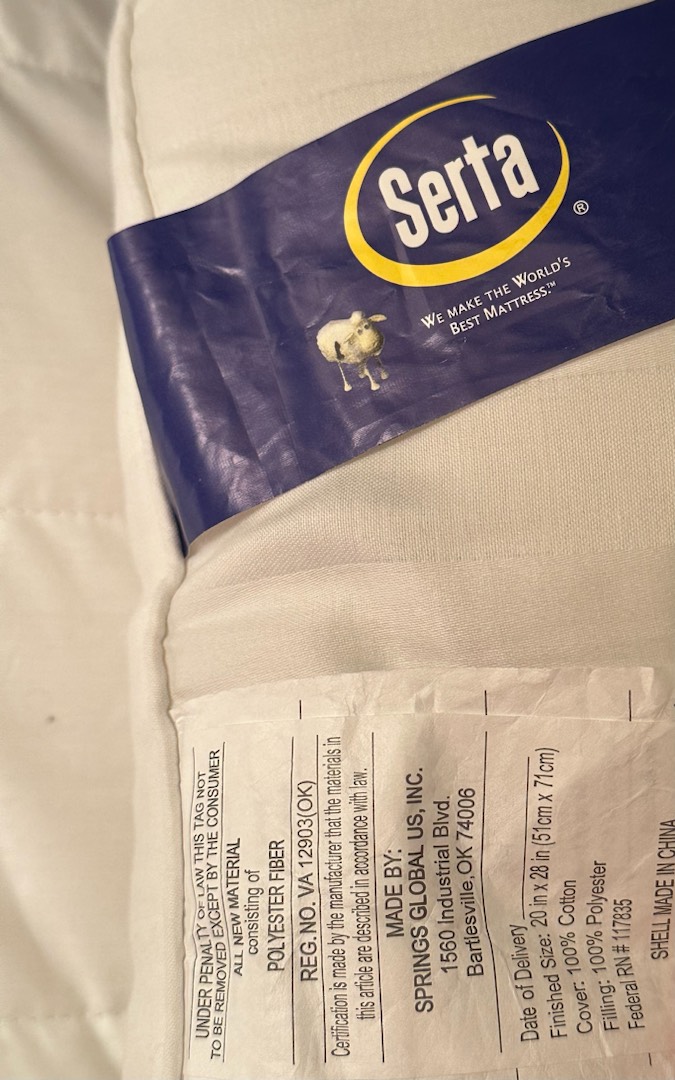 Serta
®
WE MAKE THE WORLD'S
BEST MATTRESS.™
UNDER PENALTY OF LAW THIS TAG NOT
TO BE REMOVED EXCEPT BY THE CONSUMER
ALL NEW MATERIAL
consisting of
POLYESTER FIBER
REG. NO. VA 12903(OK)
Certification is made by the manufacturer that the materials in
this article are described in accordance with law.
MADE BY:
SPRINGS GLOBAL US, INC.
1560 Industrial Blvd.
Bartlesville, OK 74006
Date of Delivery
Finished Size: 20 in x 28 in (51cm x 71cm)
Cover: 100% Cotton
Filling: 100% Polyester
Federal RN # 117835
SHELL MADE IN CHINA